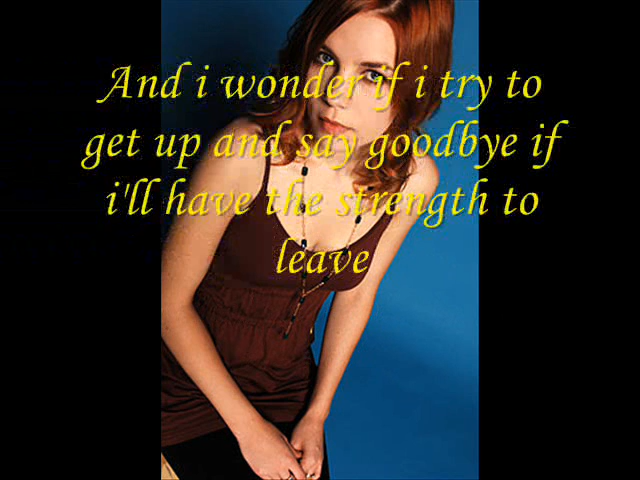 And i wonder if i try to
get up and say goodbye if
i'll have the strength to
leave